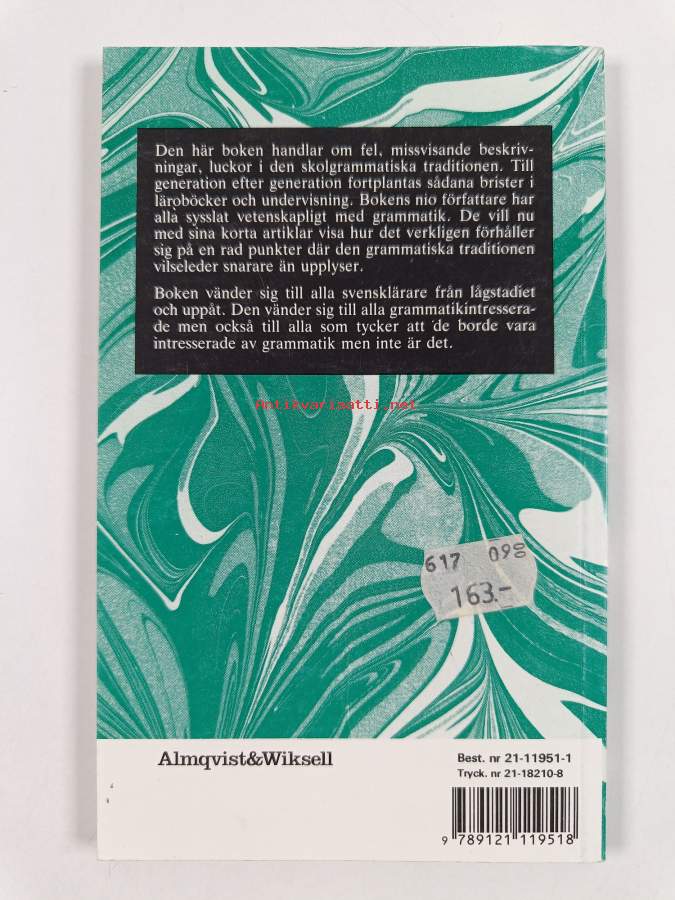 Den här boken handlar om fel, missvisande beskriv-
ningar, luckor i den skolgrammatiska traditionen. Till
generation efter generation fortplantas sådana brister i
läroböcker och undervisning. Bokens nio författare har
alla sysslat vetenskapligt med grammatik. De vill nu
med sina korta artiklar visa hur det verkligen förhåller
sig på en rad punkter där den grammatiska traditionen
vilseleder snarare än upplyser.
Boken vänder sig till alla svensklärare från lågstadiet
och uppåt. Den vänder sig till alla grammatikintressera-
de men också till alla som tycker att de borde vara
intresserade av grammatik men inte är det.
Antikvariaatti.net
617 098
163.-
Almqvist&Wiksell
Best. nr 21-11951-1
Tryck. nr 21-18210-8
9 789121 119518